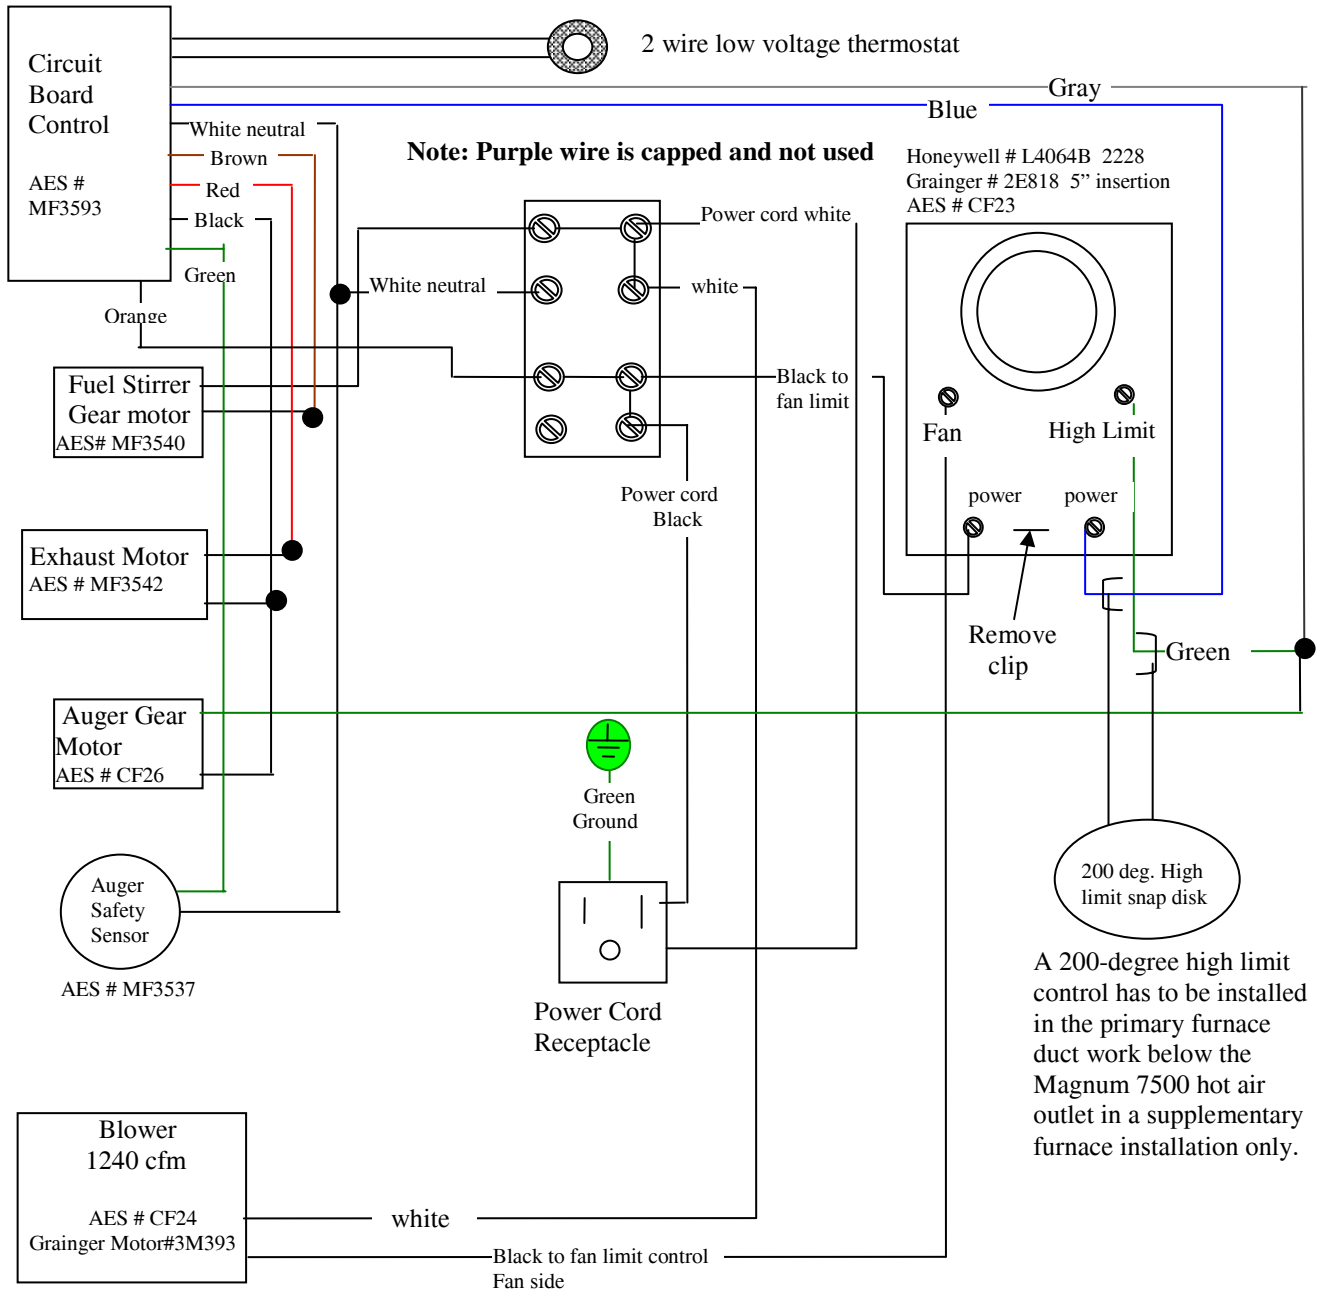 Circuit
Board
Control
AES #
MF3593
2 wire low voltage thermostat
Gray
Blue
White neutral
Brown
Red
Black
Green
Orange
Note: Purple wire is capped and not used
Honeywell # L4064B 2228
Grainger # 2E818 5” insertion
AES # CF23
Power cord white
White neutral
white
Black to
fan limit
Fan
High Limit
power
power
Power cord
Black
Remove
clip
Green
Fuel Stirrer
Gear motor
AES# MF3540
Exhaust Motor
AES # MF3542
Auger Gear
Motor
AES # CF26
Green
Ground
Auger
Safety
Sensor
AES # MF3537
Power Cord
Receptacle
200 deg. High
limit snap disk
A 200-degree high limit
control has to be installed
in the primary furnace
duct work below the
Magnum 7500 hot air
outlet in a supplementary
furnace installation only.
Blower
1240 cfm
AES # CF24
Grainger Motor#3M393
white
Black to fan limit control
Fan side